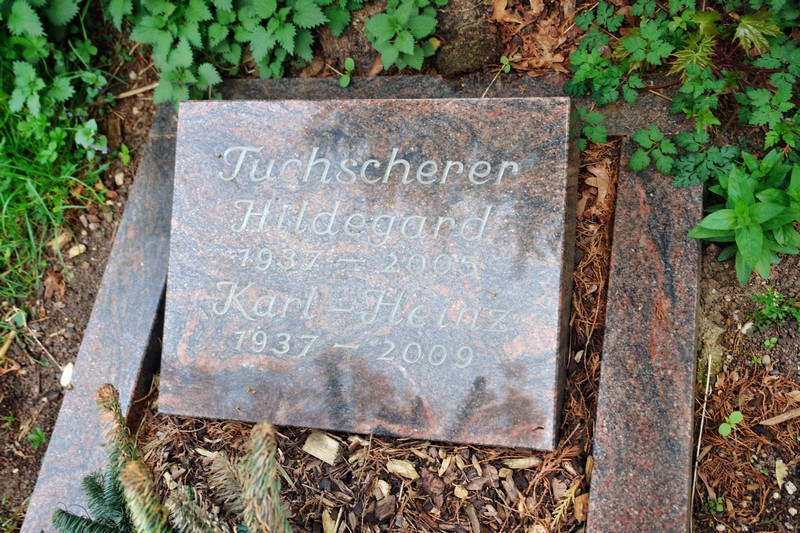 Tuchscherer
Hildegard
1937 – 2005
Karl – Heinz
1937 – 2009